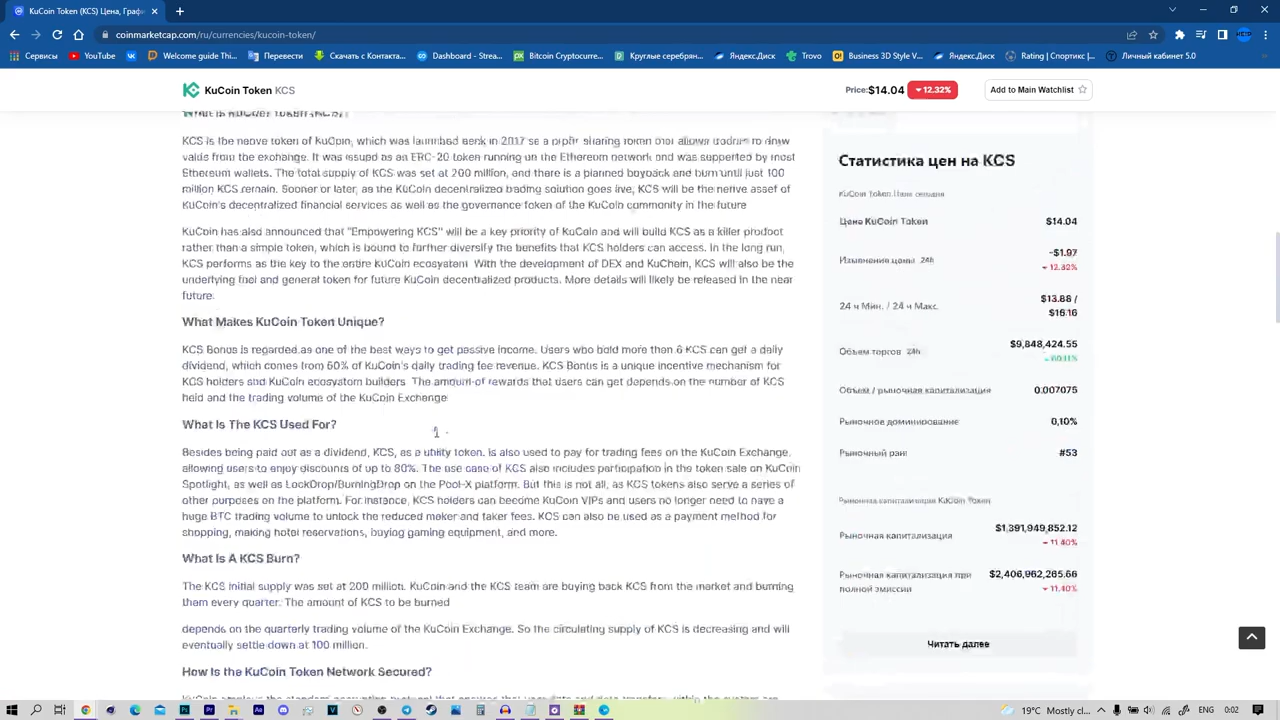 KuCoin Token Цена, Граф
coinmarketcap.com/ru/currencies/kucoin-token/
Сервисы YouTube VK Welcome guide - T... Перевести Скачать с Контакта... Dashboard - Strea... Bitcoin Cryptocurre... Группы серебрян... Яндекс.Диск Trovo Business 3D Style V... Яндекс.Диск Rating | Спортикс |... Личный кабинет 5.0
KuCoin Token KCS
Price:$14.04 12.32%
Add to Main Watchlist
KCS is the native token of KuCoin, which was launched back in 2017 as a profit sharing token that allows traders to draw
value from the exchange. It was issued as an ERC-20 token running on the Ethereum network and was supported by most
Ethereum wallets. The total supply of KCS was set at 200 million, and there is a planned buyback and burn until just 100
million KCS remain. Sooner or later, as the KuCoin decentralized trading solution goes live, KCS will be the native asset of
KuCoin's decentralized financial services as well as the governance token of the KuCoin community in the future
KuCoin has also announced that "Empowering KCS" will be a key priority of KuCoin and will build KCS as a killer product
rather than a simple token, which is bound to further diversify the benefits that KCS holders can access. In the long run,
KCS performs as the key to the entire KuCoin ecosystem. With the development of DEX and KuChain, KCS will also be the
underlying fuel and general token for future KuCoin decentralized products. More details will likely be released in the near
future.
What Makes KuCoin Token Unique?
KCS Bonus is regarded as one of the best ways to get passive income. Users who hold more than 6 KCS can get a daily
dividend, which comes from 50% of KuCoin's daily trading fee revenue. KCS Bonus is a unique incentive mechanism for
KCS holders and KuCoin ecosystem builders. The amount of rewards that users can get depends on the number of KCS
held and the trading volume of the KuCoin Exchange
What Is The KCS Used For?
Besides being paid out as a dividend, KCS, as a utility token, is also used to pay for trading fees on the KuCoin Exchange,
allowing users to enjoy discounts of up to 80%. The use case of KCS also includes participation in the token sale on KuCoin
Spotlight, as well as LockDrop/BurningDrop on the Pool-X platform. But this is not all, as KCS tokens also serve a series of
other purposes on the platform. For instance, KCS holders can become KuCoin VIPs and users no longer need to have a
huge BTC trading volume to unlock the reduced maker and taker fees. KCS can also be used as a payment method for
shopping, making hotel reservations, buying gaming equipment, and more.
What Is A KCS Burn?
The KCS initial supply was set at 200 million. KuCoin and the KCS team are buying back KCS from the market and burning
them every quarter. The amount of KCS to be burned
depends on the quarterly trading volume of the KuCoin Exchange. So the circulating supply of KCS is decreasing and will
eventually settle down at 100 million.
How Is the KuCoin Token Network Secured?
Статистика цен на KCS
KuCoin Token Цена сегодня
Цена KuCoin Token $14.04
Изменение цены 24h -$1.97
12.32%
24 ч Мин. / 24 ч Макс. $13.88 /
$16.16
Объем торгов 24h $9,848,424.55
Объем / рыночная капитализация 0.007075
Рыночное доминирование 0,10%
Рыночный ранг #53
Рыночная капитализация KuCoin Token
Рыночная капитализация $1,391,949,852.12
11.40%
Рыночная капитализация при полной эмиссии $2,406,962,265.66
11.40%
Читать далее
19°C Mostly cl... ENG 0:02